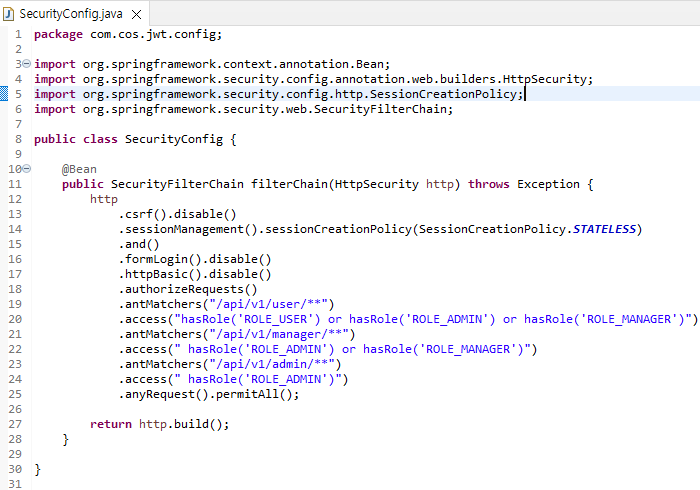 SecurityConfig.java
1 package com.cos.jwt.config;
2
3 import org.springframework.context.annotation.Bean;
4 import org.springframework.security.config.annotation.web.builders.HttpSecurity;
5 import org.springframework.security.config.http.SessionCreationPolicy;
6 import org.springframework.security.web.SecurityFilterChain;
7
8 public class SecurityConfig {
9
10     @Bean
11     public SecurityFilterChain filterChain(HttpSecurity http) throws Exception {
12         http
13             .csrf().disable()
14             .sessionManagement().sessionCreationPolicy(SessionCreationPolicy.STATELESS)
15             .and()
16             .formLogin().disable()
17             .httpBasic().disable()
18             .authorizeRequests()
19             .antMatchers("/api/v1/user/**")
20             .access("hasRole('ROLE_USER') or hasRole('ROLE_ADMIN') or hasRole('ROLE_MANAGER')")
21             .antMatchers("/api/v1/manager/**")
22             .access(" hasRole('ROLE_ADMIN') or hasRole('ROLE_MANAGER')")
23             .antMatchers("/api/v1/admin/**")
24             .access(" hasRole('ROLE_ADMIN')")
25             .anyRequest().permitAll();
26
27         return http.build();
28     }
29
30 }
31